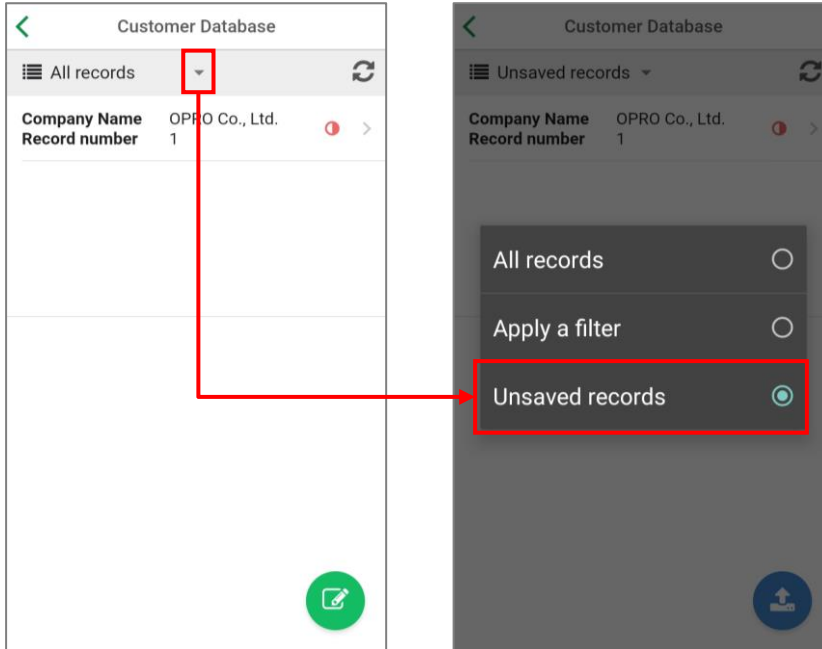 Customer Database
All records
Company Name OPRO Co., Ltd.
Record number 1
Customer Database
Unsaved records
Company Name OPRO Co., Ltd.
Record number 1
All records
Apply a filter
Unsaved records